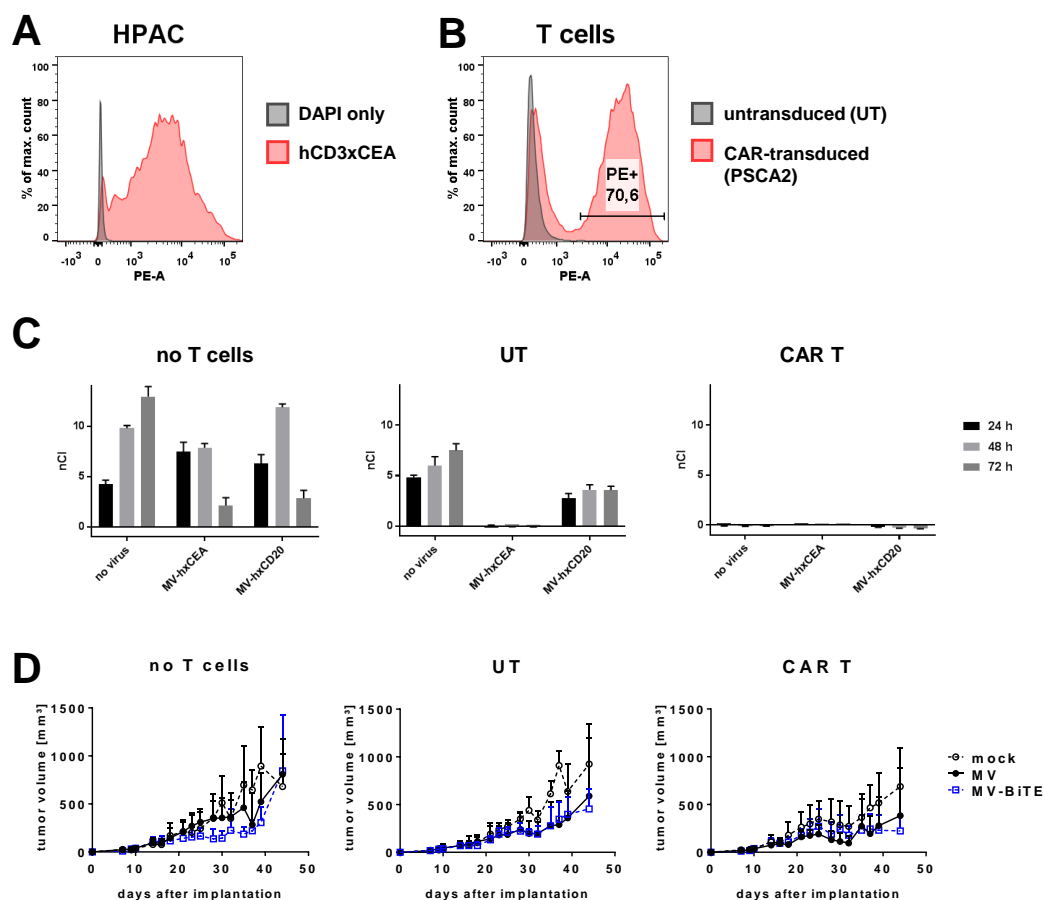 A
HPAC
% of max. count
100
80
60
40
20
0
-10³ 0 10³ 10⁴ 10⁵
PE-A
DAPI only
hCD3xCEA
B
T cells
% of max. count
100
80
60
40
20
0
PE+
70,6
-10³ 0 10³ 10⁴ 10⁵
PE-A
untransduced (UT)
CAR-transduced
(PSCA2)
C
no T cells
nCI
10
5
0
no virus
MV-hxCEA
MV-hxCD20
UT
nCI
10
5
0
no virus
MV-hxCEA
MV-hxCD20
CAR T
nCI
10
5
0
no virus
MV-hxCEA
MV-hxCD20
24 h
48 h
72 h
D
no T cells
tumor volume [mm³]
1500
1000
500
0
0 10 20 30 40 50
days after implantation
UT
tumor volume [mm³]
1500
1000
500
0
0 10 20 30 40 50
days after implantation
CAR T
tumor volume [mm³]
1500
1000
500
0
0 10 20 30 40 50
days after implantation
mock
MV
MV-BiTE